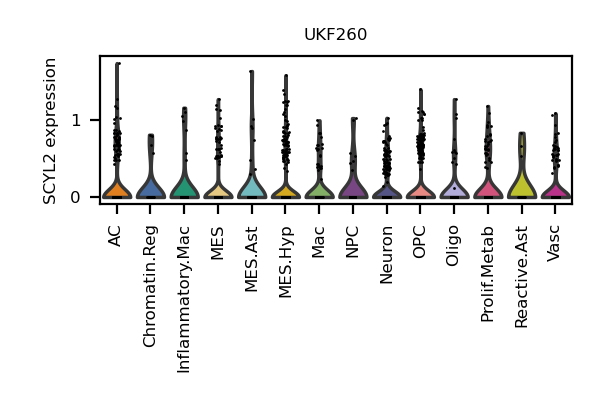 UKF260
SCYL2 expression
1
0
AC
Chromatin.Reg
Inflammatory.Mac
MES
MES.Ast
MES.Hyp
Mac
NPC
Neuron
OPC
Oligo
Prolif.Metab
Reactive.Ast
Vasc